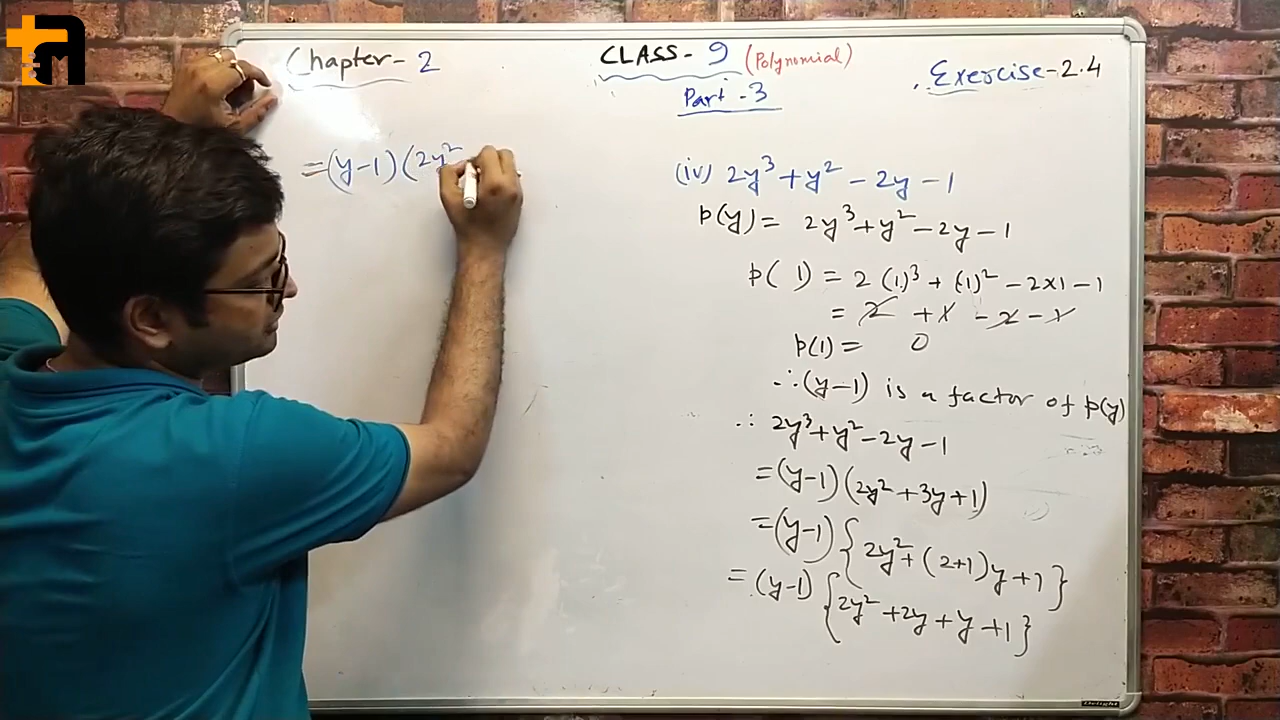 Chapter-2
CLASS-9 (Polynomial)
Part-3
Exercise-2.4
=(y-1)(2y²
(iv) 2y³+y²-2y-1
p(y)= 2y³+y²-2y-1
p( 1) = 2 (1)³ + (1)² - 2×1 - 1
= 2 + 1 - 2 - 1
p(1) = 0
∴(y-1) is a factor of p(y)
∴ 2y³+y²-2y-1
=(y-1)(2y²+3y+1)
=(y-1){2y²+(2+1)y+1}
=(y-1){2y²+2y+y+1}
Delight